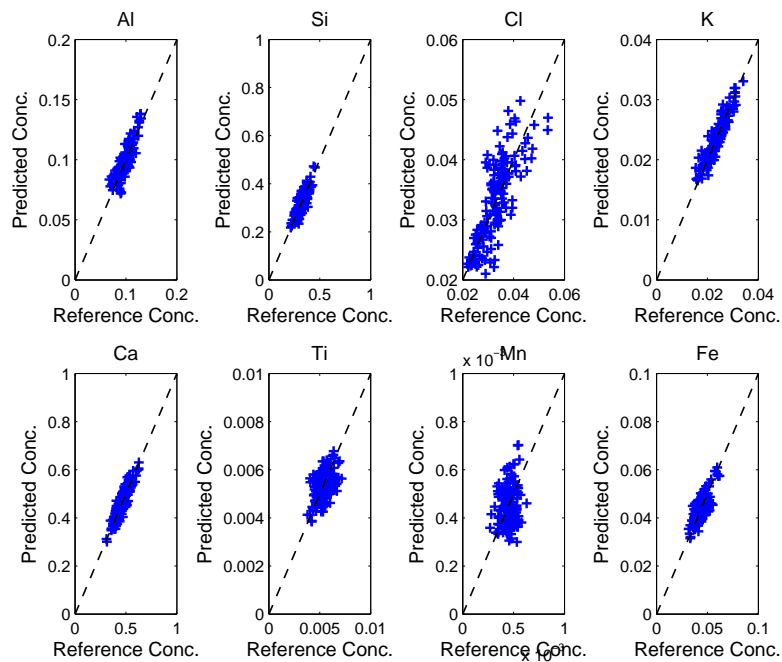 Al
0.2
0.15
0.1
0.05
0
Predicted Conc.
0 0.1 0.2
Reference Conc.
Si
1
0.8
0.6
0.4
0.2
0
Predicted Conc.
0 0.5 1
Reference Conc.
Cl
0.06
0.05
0.04
0.03
0.02
Predicted Conc.
0.02 0.04 0.06
Reference Conc.
K
0.04
0.03
0.02
0.01
0
Predicted Conc.
0 0.02 0.04
Reference Conc.
Ca
1
0.8
0.6
0.4
0.2
0
Predicted Conc.
0 0.5 1
Reference Conc.
Ti
0.01
0.008
0.006
0.004
0.002
0
Predicted Conc.
0 0.005 0.01
Reference Conc.
x 10
Mn
1
0.8
0.6
0.4
0.2
0
Predicted Conc.
0 0.5 1
Reference Conc.
x 10
Fe
0.1
0.08
0.06
0.04
0.02
0
Predicted Conc.
0 0.05 0.1
Reference Conc.